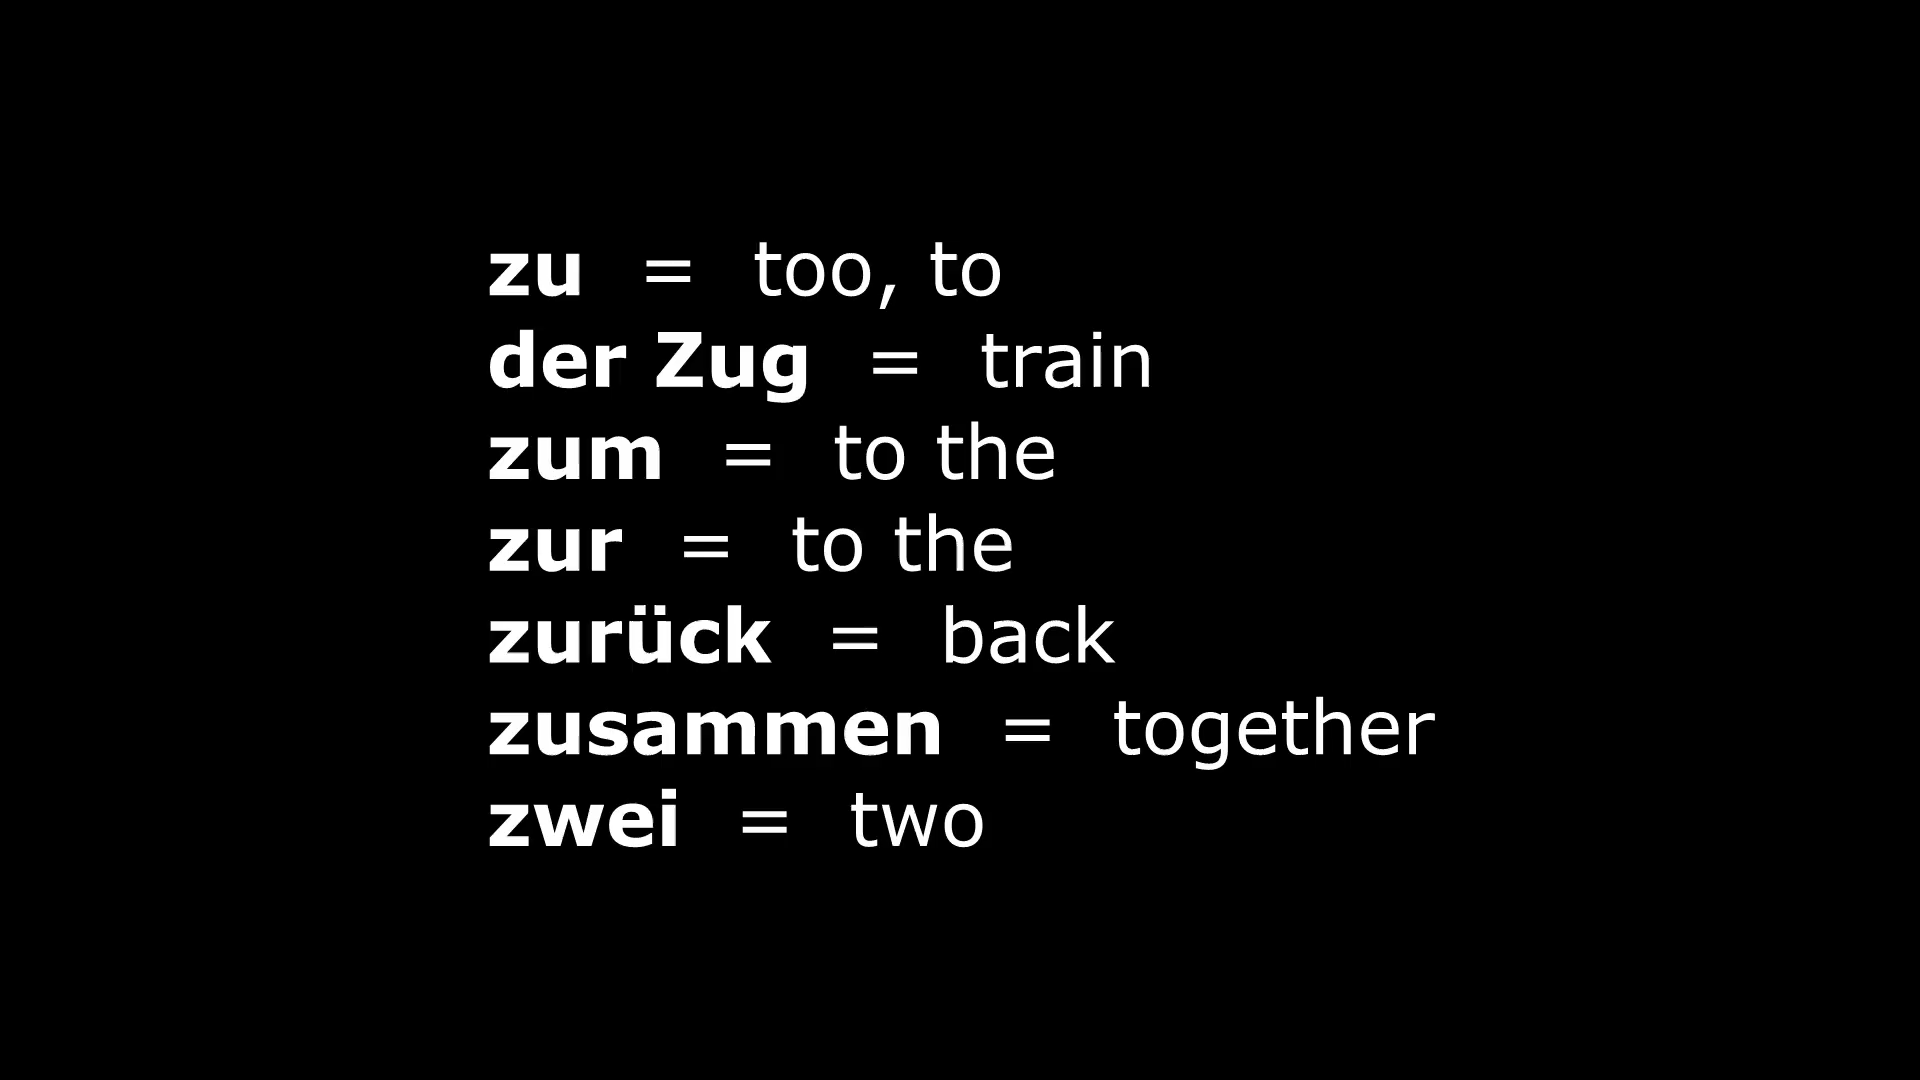 zu = too, to
der Zug = train
zum = to the
zur = to the
zurück = back
zusammen = together
zwei = two